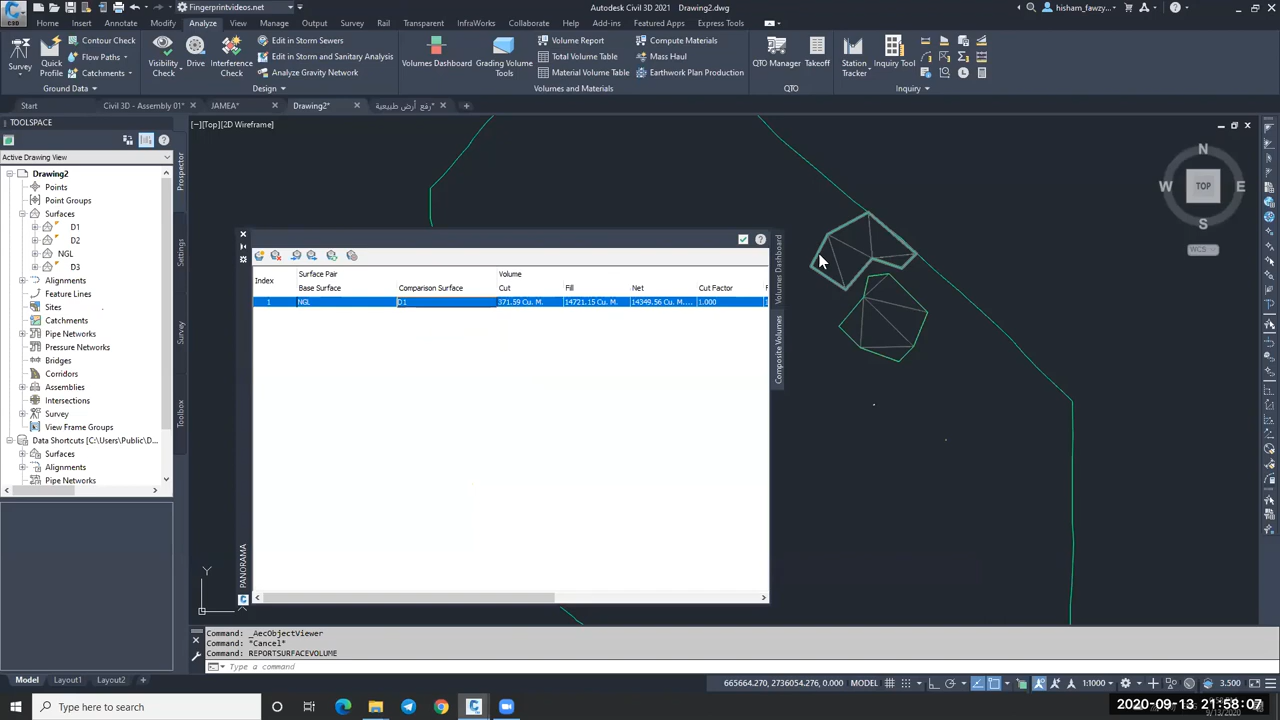 Fingerprintvideos.net
Autodesk Civil 3D 2021 Drawing2.dwg
hisham_fawzy...
C3D
Home Insert Annotate Modify Analyze View Manage Output Survey Rail Transparent InfraWorks Collaborate Help Add-ins Featured Apps Express Tools
Survey
Quick Profile
Contour Check
Flow Paths
Catchments
Visibility Check
Drive
Interference Check
Edit in Storm Sewers
Edit in Storm and Sanitary Analysis
Analyze Gravity Network
Volumes Dashboard
Grading Volume Tools
Volume Report
Total Volume Table
Material Volume Table
Compute Materials
Mass Haul
Earthwork Plan Production
QTO Manager
Takeoff
Station Tracker
Inquiry Tool
Ground Data
Design
Volumes and Materials
QTO
Inquiry
Start
Civil 3D - Assembly 01*
JAMEA*
Drawing2*
رفع أرض طبيعية*
TOOLSPACE
Active Drawing View
Drawing2
Points
Point Groups
Surfaces
D1
D2
NGL
D3
Alignments
Feature Lines
Sites
Catchments
Pipe Networks
Pressure Networks
Bridges
Corridors
Assemblies
Intersections
Survey
View Frame Groups
Data Shortcuts [C:\Users\Public\D...
Surfaces
Alignments
Pipe Networks
Prospector
Settings
Survey
Toolbox
[−][Top][2D Wireframe]
N
W TOP E
S
WCS
Index
Surface Pair
Base Surface
Comparison Surface
Volume
Cut Fill Net Cut Factor F
1 NGL D1 371.59 Cu. M. 14721.15 Cu. M. 14349.56 Cu. M.... 1.000 1
Volumes Dashboard
Composite Volumes
PANORAMA
Y
Command: _AecObjectViewer
Command: *Cancel*
Command: REPORTSURFACEVOLUME
Type a command
Model Layout1 Layout2
665664.270, 2736054.276, 0.000 MODEL
1:1000
3.500
Type here to search
2020-09-13 21:58:07